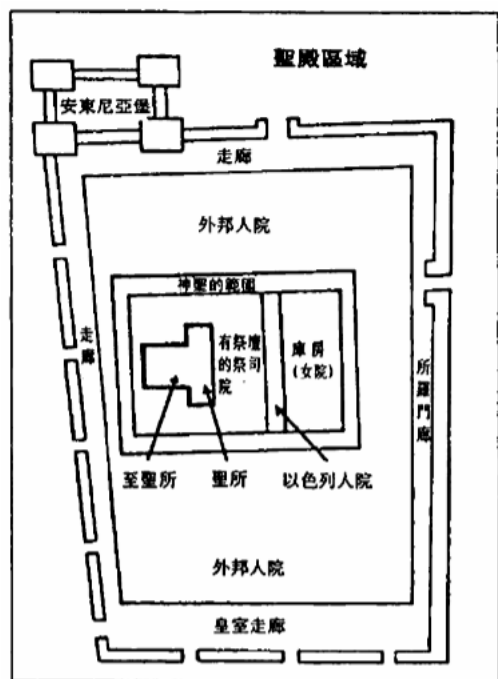 聖殿區域
安東尼亞堡
走廊
外邦人院
神聖的範圍
走廊
有祭壇
的祭司
院
庫房
(女院)
所羅門廊
至聖所
聖所
以色列人院
外邦人院
皇室走廊